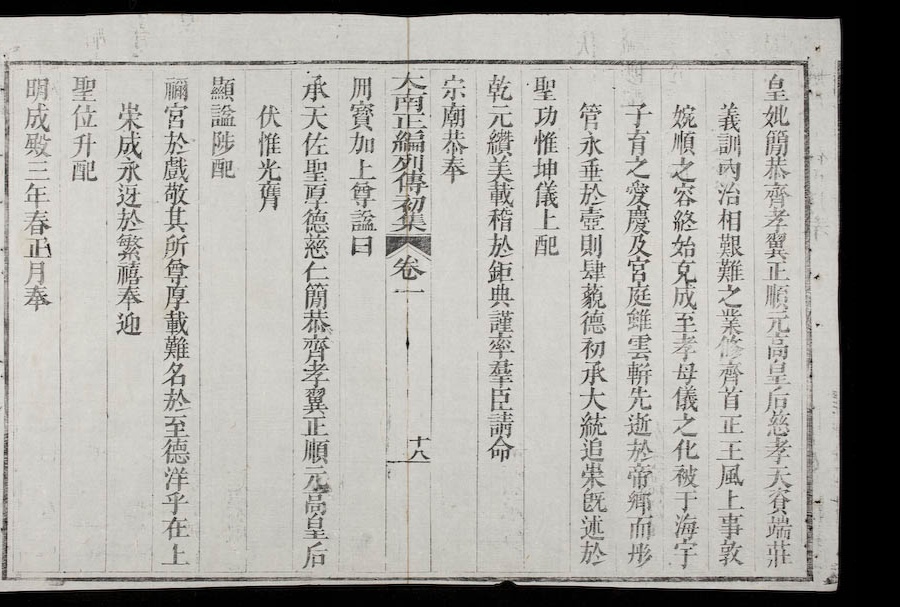 皇妣簡恭齊孝翼正順元高皇后慈孝天資端莊
義訓內治相艱難之業修齊首正王風上事敦
婉順之容終始克成至孝母儀之化被于海宇
子育之愛慶及宮庭雖雲軿先逝於帝鄉而彤
管永垂於壼則肆藐德初承大統追崇旣述於
聖功惟坤儀上配
乾元纘美載稽於鉅典謹率羣臣請命
宗廟恭奉
冊寶加上尊謚曰
大南正編列傳初集 卷一 十八
承天佐聖厚德慈仁簡恭齊孝翼正順元高皇后
伏惟光膺
顯謚陟配
禰宮於戲敬其所尊厚載難名於至德洋乎在上
崇成永迓於繁禧奉迎
聖位升配
明成殿三年春正月奉